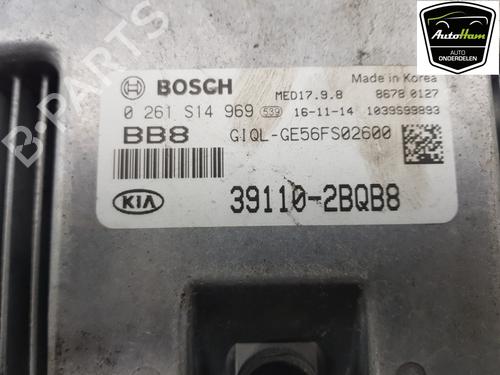 AutoHam
AUTO
ONDERDELEN
BOSCH
MED17.9.8
Made in Korea
8678 0127
0 261 S14 969 539 16-11-14 1039S99893
BB8
GIQL-GE56FS02600
KIA
39110-2BQB8
B-Parts